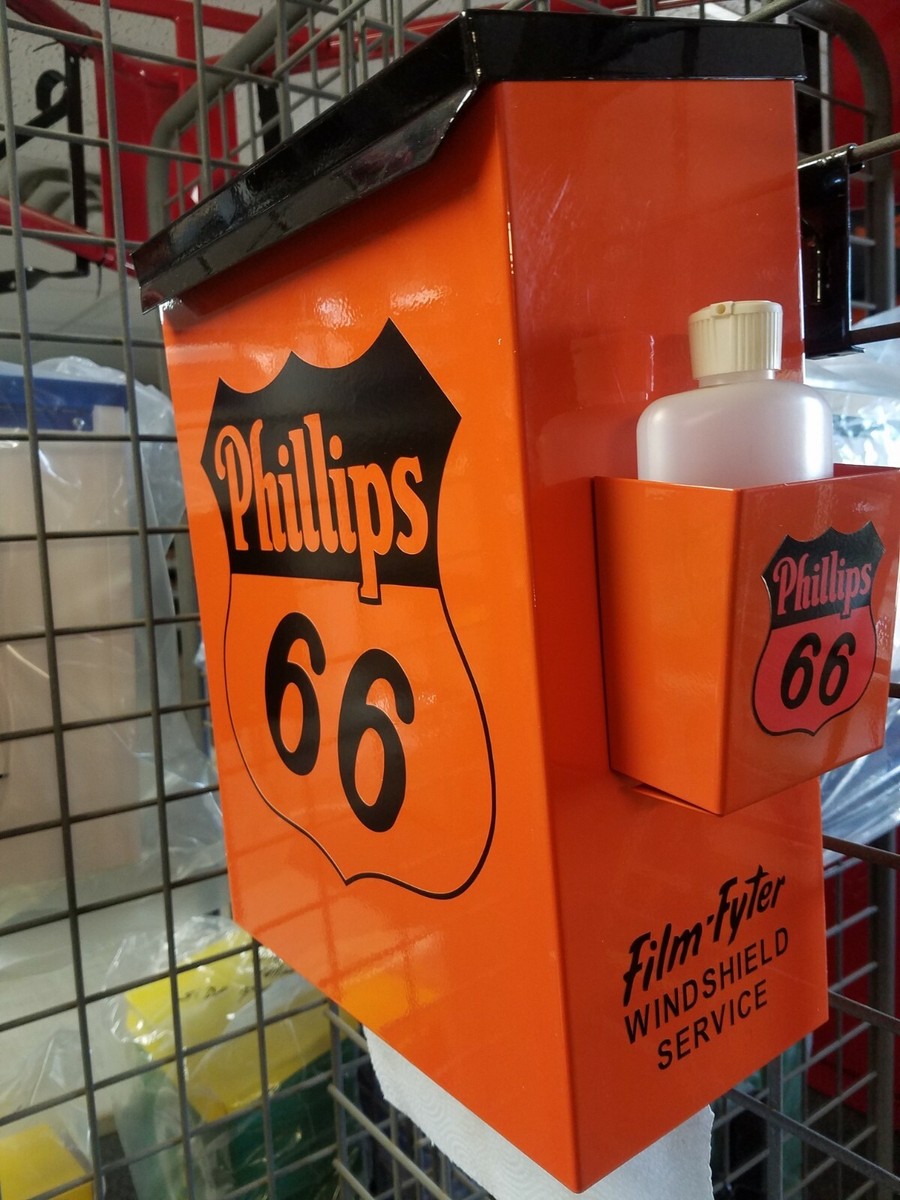 Phillips
66
Phillips
66
Film-Fyter
WINDSHIELD
SERVICE